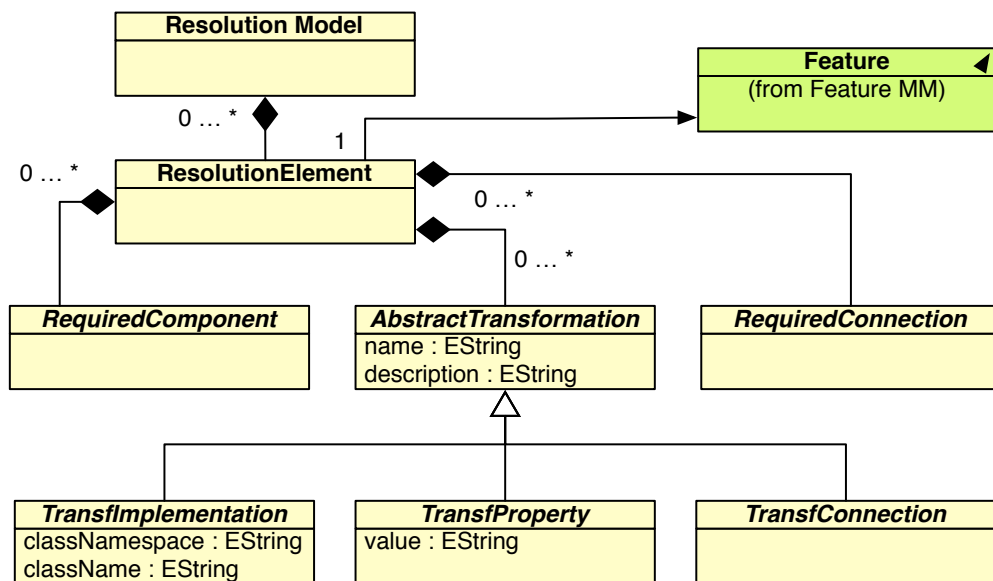 Resolution Model
Feature
(from Feature MM)
0 … *
1
0 … *
ResolutionElement
0 … *
0 … *
RequiredComponent
AbstractTransformation
name : EString
description : EString
RequiredConnection
TransfImplementation
classNamespace : EString
className : EString
TransfProperty
value : EString
TransfConnection